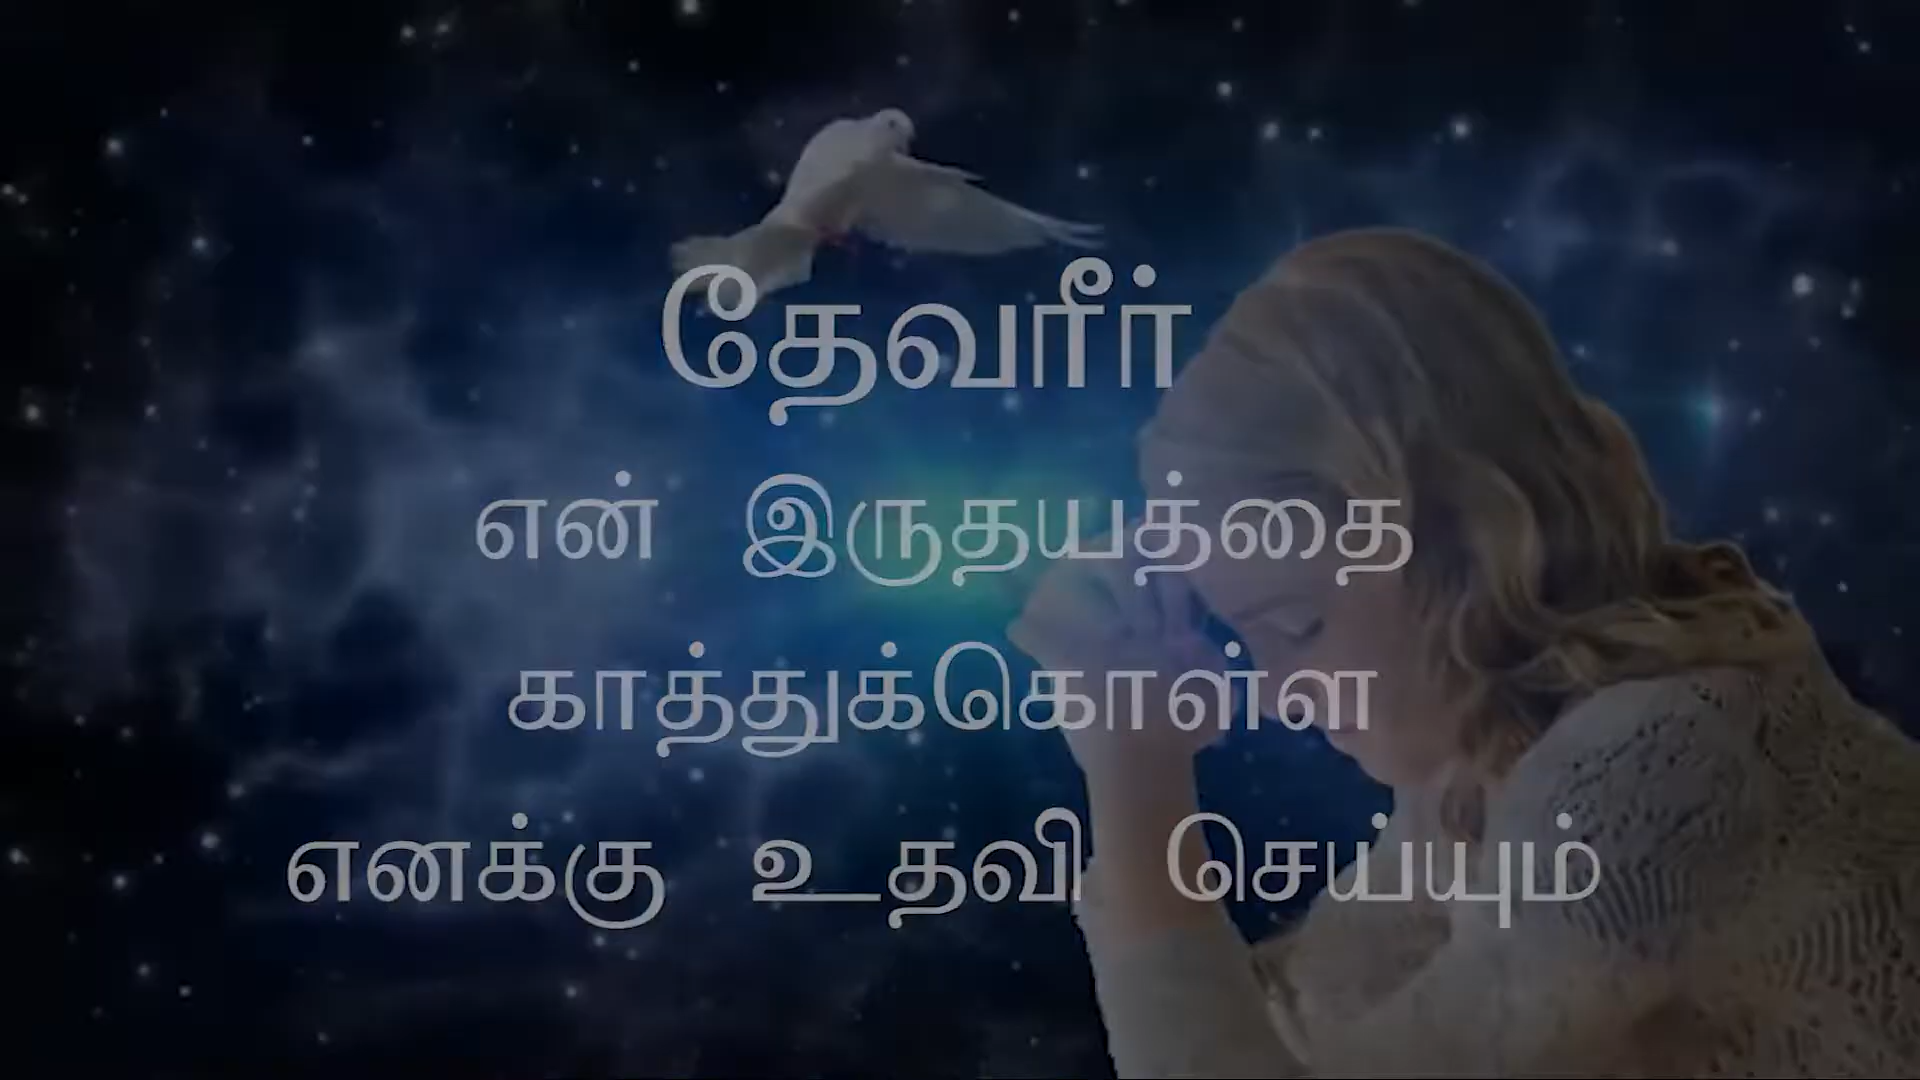 தேவரீர்
என் இருதயத்தை
காத்துக்கொள்ள
எனக்கு உதவி செய்யும்